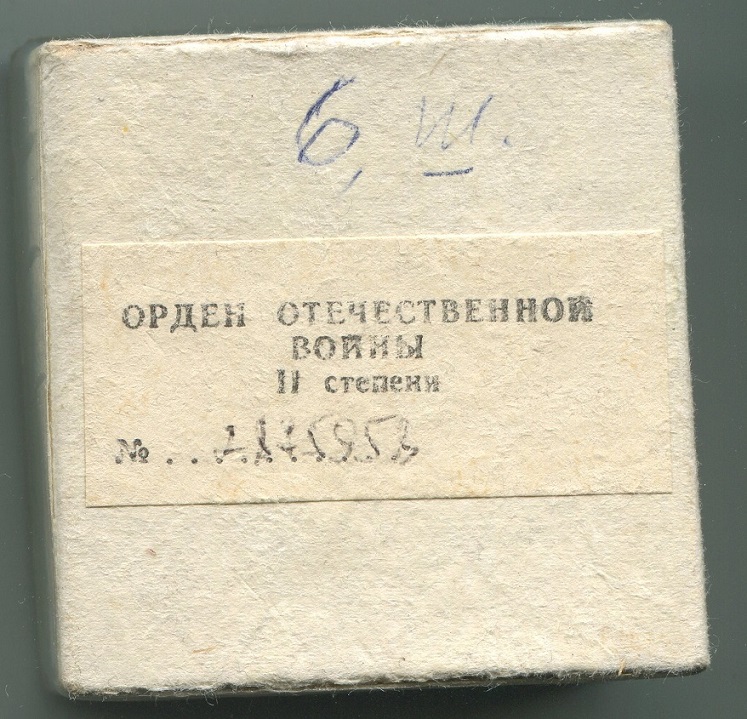 6, ш.
ОРДЕН ОТЕЧЕСТВЕННОЙ
ВОЙНЫ
II степени
№